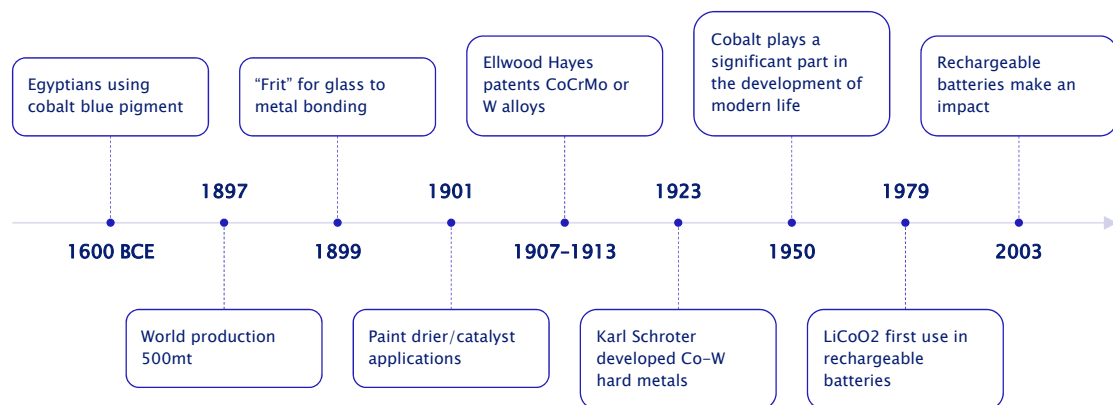 Egyptians using
cobalt blue pigment
"Frit" for glass to
metal bonding
Ellwood Hayes
patents CoCrMo or
W alloys
Cobalt plays a
significant part in
the development of
modern life
Rechargeable
batteries make an
impact
1897
1901
1923
1979
1600 BCE
1899
1907–1913
1950
2003
World production
500mt
Paint drier/catalyst
applications
Karl Schroter
developed Co–W
hard metals
LiCoO2 first use in
rechargeable
batteries